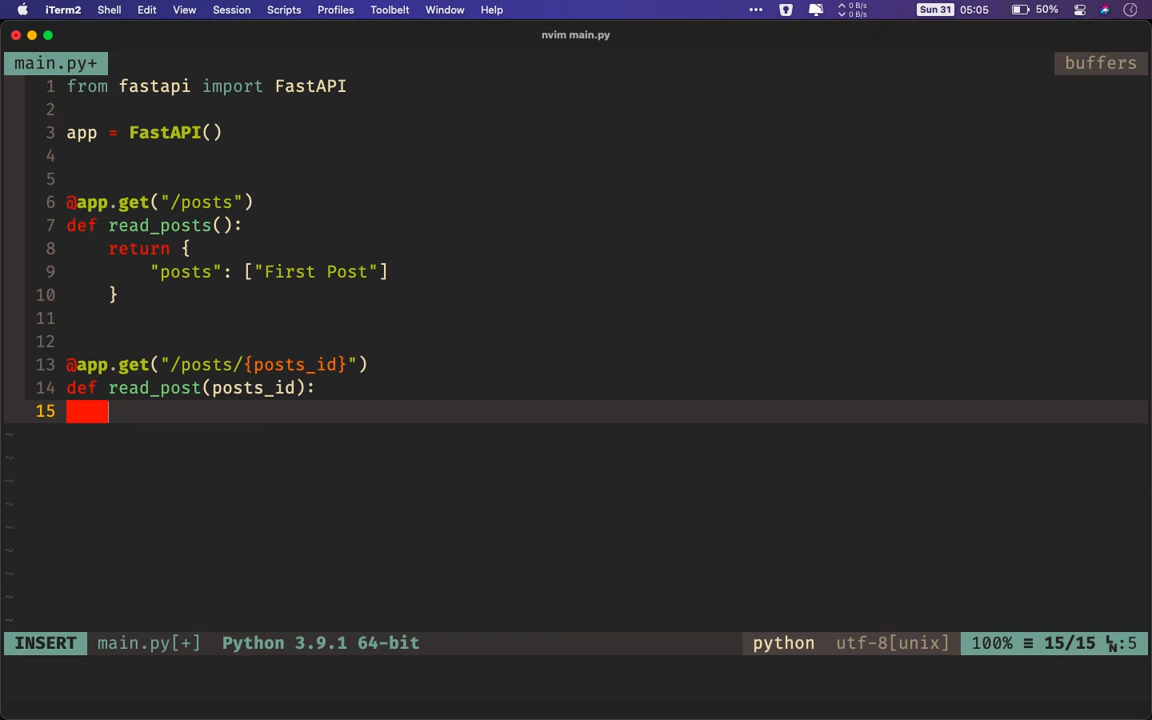 iTerm2 Shell Edit View Session Scripts Profiles Toolbelt Window Help ••• 0 B/s 0 B/s Sun 31 05:05 50%
nvim main.py
main.py+ buffers
1 from fastapi import FastAPI
2
3 app = FastAPI()
4
5
6 @app.get("/posts")
7 def read_posts():
8     return {
9         "posts": ["First Post"]
10     }
11
12
13 @app.get("/posts/{posts_id}")
14 def read_post(posts_id):
15
~
~
~
~
~
~
~
~
~
INSERT main.py[+] Python 3.9.1 64-bit python utf-8[unix] 100% ≡ 15/15 ␤:5